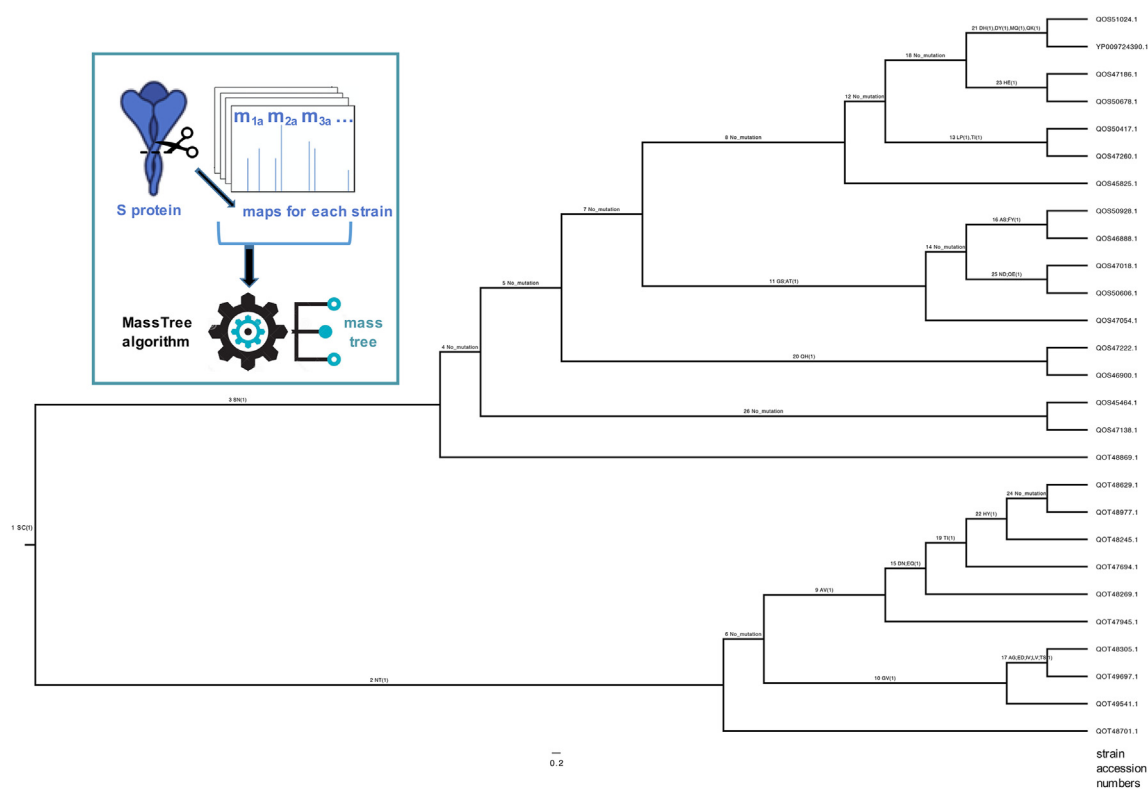 m1a m2a m3a ...
S protein
maps for each strain
MassTree
algorithm
mass
tree
QOS51024.1
21 DH(1),DY(1),MQ(1),QK(1)
YP009724390.1
18 No_mutation
QOS47186.1
23 HE(1)
QOS50678.1
12 No_mutation
QOS50417.1
8 No_mutation
13 LP(1),TI(1)
QOS47260.1
QOS45825.1
7 No_mutation
QOS50928.1
16 AS;FY(1)
QOS46888.1
14 No_mutation
QOS47018.1
25 ND;GE(1)
5 No_mutation
11 GS;AT(1)
QOS50606.1
QOS47054.1
4 No_mutation
QOS47222.1
20 QH(1)
QOS46900.1
3 SN(1)
QOS45464.1
26 No_mutation
QOS47138.1
QOT48869.1
QOT48629.1
24 No_mutation
QOT48977.1
22 HY(1)
1 SC(1)
QOT48245.1
19 TI(1)
15 DN;EQ(1)
QOT47694.1
9 AV(1)
QOT48269.1
QOT47945.1
6 No_mutation
QOT48305.1
17 AG;ED;IV;LV;TS(1)
QOT49697.1
2 NT(1)
10 GV(1)
QOT49541.1
QOT48701.1
0.2
strain
accession
numbers